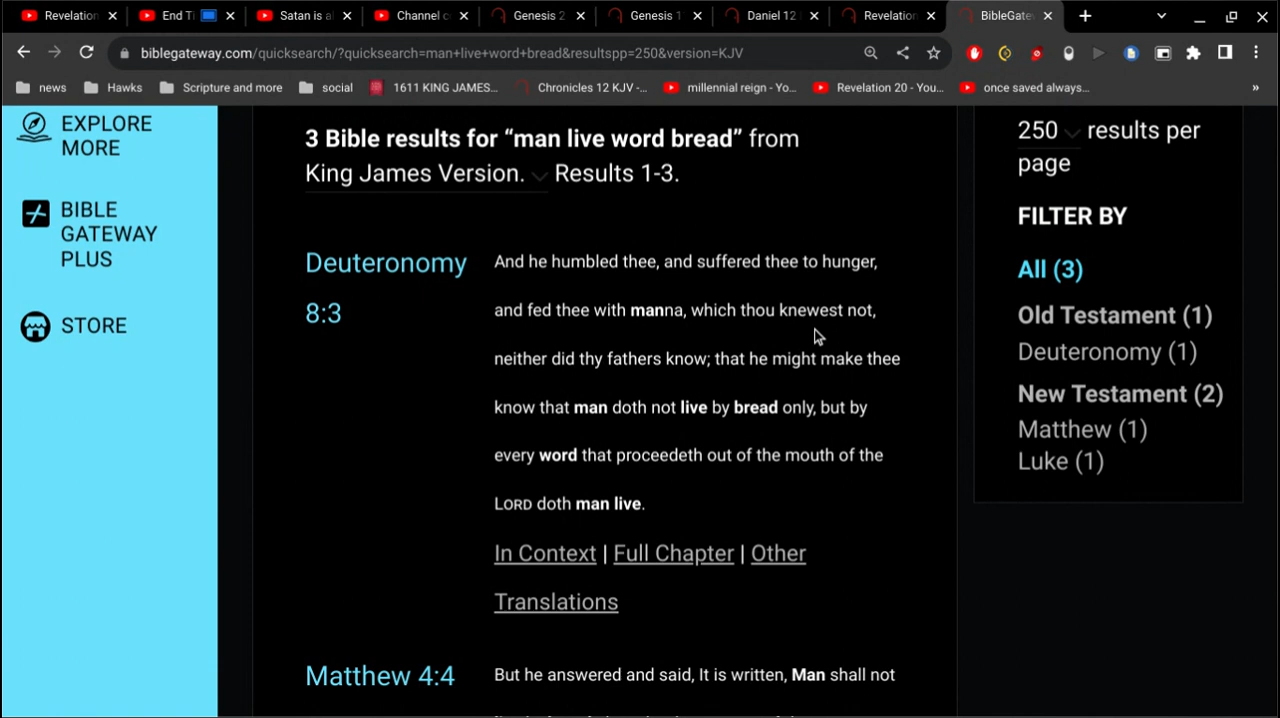 Revelation
End T
Satan is a
Channel c
Genesis 2
Genesis 1
Daniel 12
Revelation
BibleGate
biblegateway.com/quicksearch/?quicksearch=man+live+word+bread&resultspp=250&version=KJV
news
Hawks
Scripture and more
social
1611 KING JAMES...
Chronicles 12 KJV -...
millennial reign - Yo...
Revelation 20 - You...
once saved always...
»
EXPLORE
MORE
BIBLE
GATEWAY
PLUS
STORE
3 Bible results for “man live word bread” from
King James Version. Results 1-3.
Deuteronomy
8:3
And he humbled thee, and suffered thee to hunger,
and fed thee with manna, which thou knewest not,
neither did thy fathers know; that he might make thee
know that man doth not live by bread only, but by
every word that proceedeth out of the mouth of the
LORD doth man live.
In Context | Full Chapter | Other
Translations
Matthew 4:4
But he answered and said, It is written, Man shall not
250 results per
page
FILTER BY
All (3)
Old Testament (1)
Deuteronomy (1)
New Testament (2)
Matthew (1)
Luke (1)